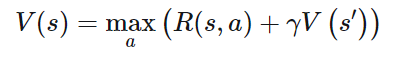 V(s) = max_a (R(s, a) + γV (s′))